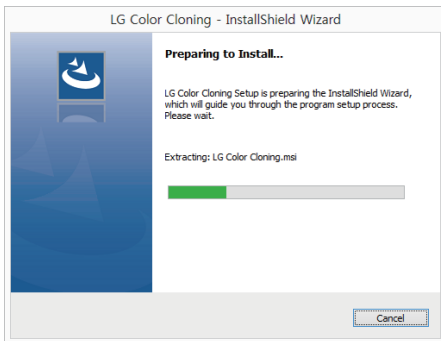 LG Color Cloning - InstallShield Wizard
Preparing to Install...
LG Color Cloning Setup is preparing the InstallShield Wizard,
which will guide you through the program setup process.
Please wait.
Extracting: LG Color Cloning.msi
Cancel